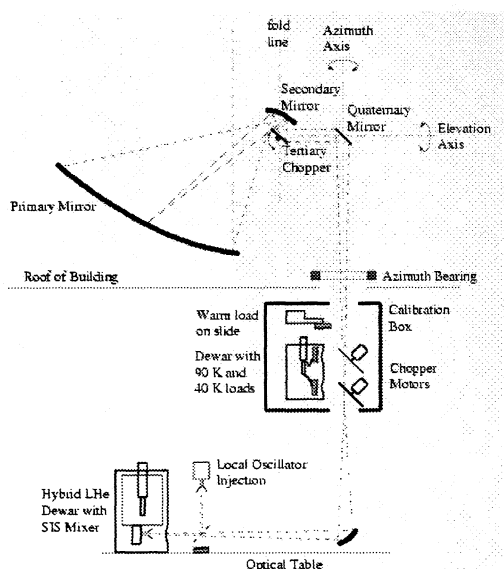 fold
line
Azimuth
Axis
Secondary
Mirror
Quaternary
Mirror
Elevation
Axis
Tertiary
Chopper
Primary Mirror
Roof of Building
Azimuth Bearing
Warm load
on slide
Calibration
Box
Dewar with
90 K and
40 K loads
Chopper
Motors
Local Oscillator
Injection
Hybrid LHe
Dewar with
SIS Mixer
Optical Table